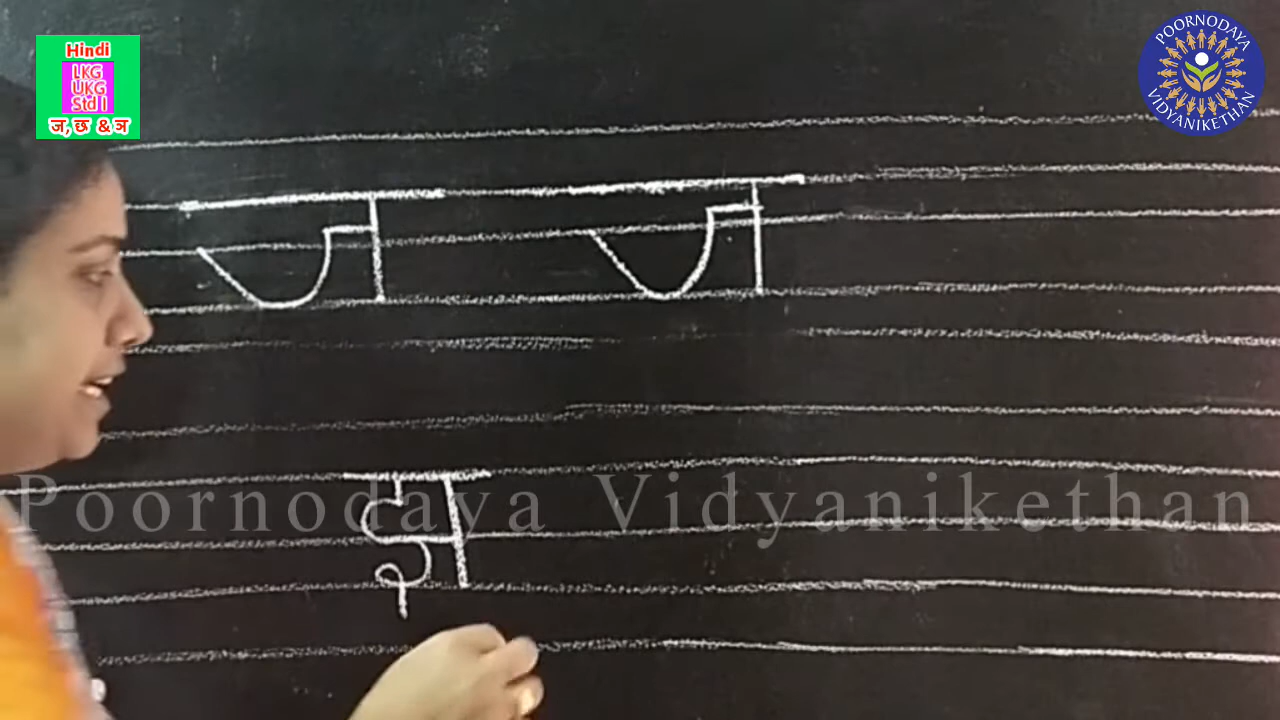 Hindi
LKG
UKG
Std I
ज, छ & ञ
POORNODAYA
VIDYANIKETHAN
ज ज
Poornodaya Vidyanikethan
झ